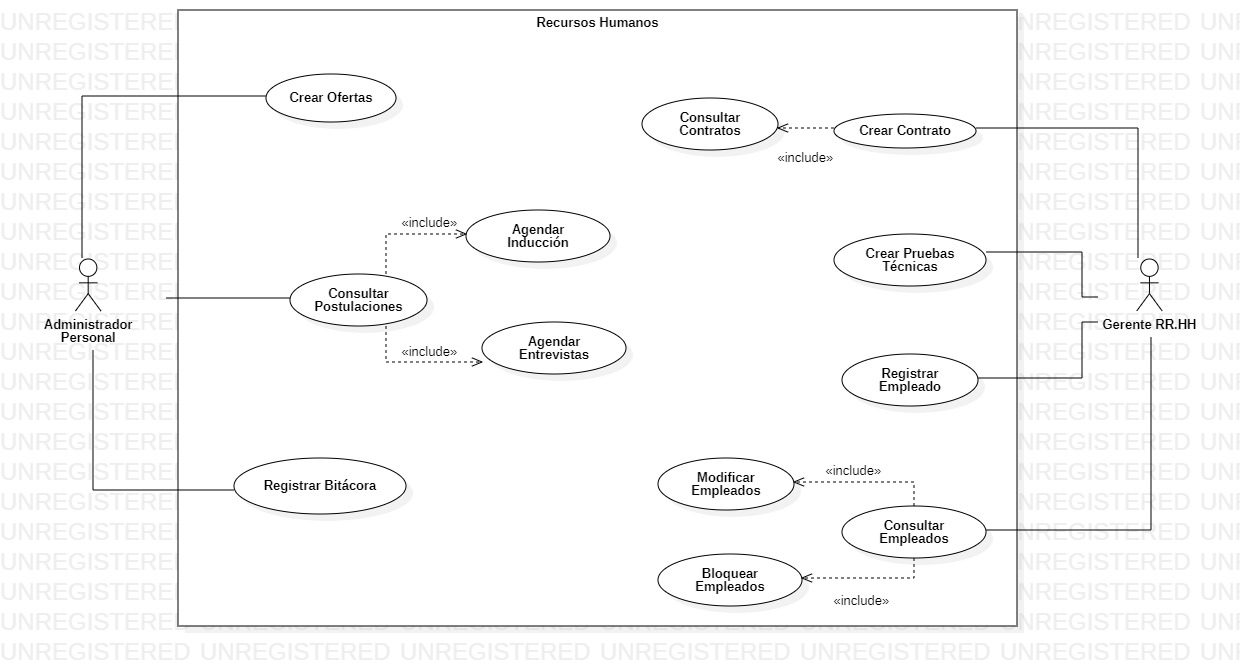 Recursos Humanos
Crear Ofertas
Consultar
Contratos
Crear Contrato
«include»
«include»
Agendar
Inducción
Crear Pruebas
Técnicas
Consultar
Postulaciones
Administrador
Personal
Gerente RR.HH
«include»
Agendar
Entrevistas
Registrar
Empleado
«include»
Modificar
Empleados
Registrar Bitácora
Consultar
Empleados
Bloquear
Empleados
«include»
UNREGISTERED UNREGISTERED UNREGISTERED UNREGISTERED UNREGISTERED UNREGISTERED UN